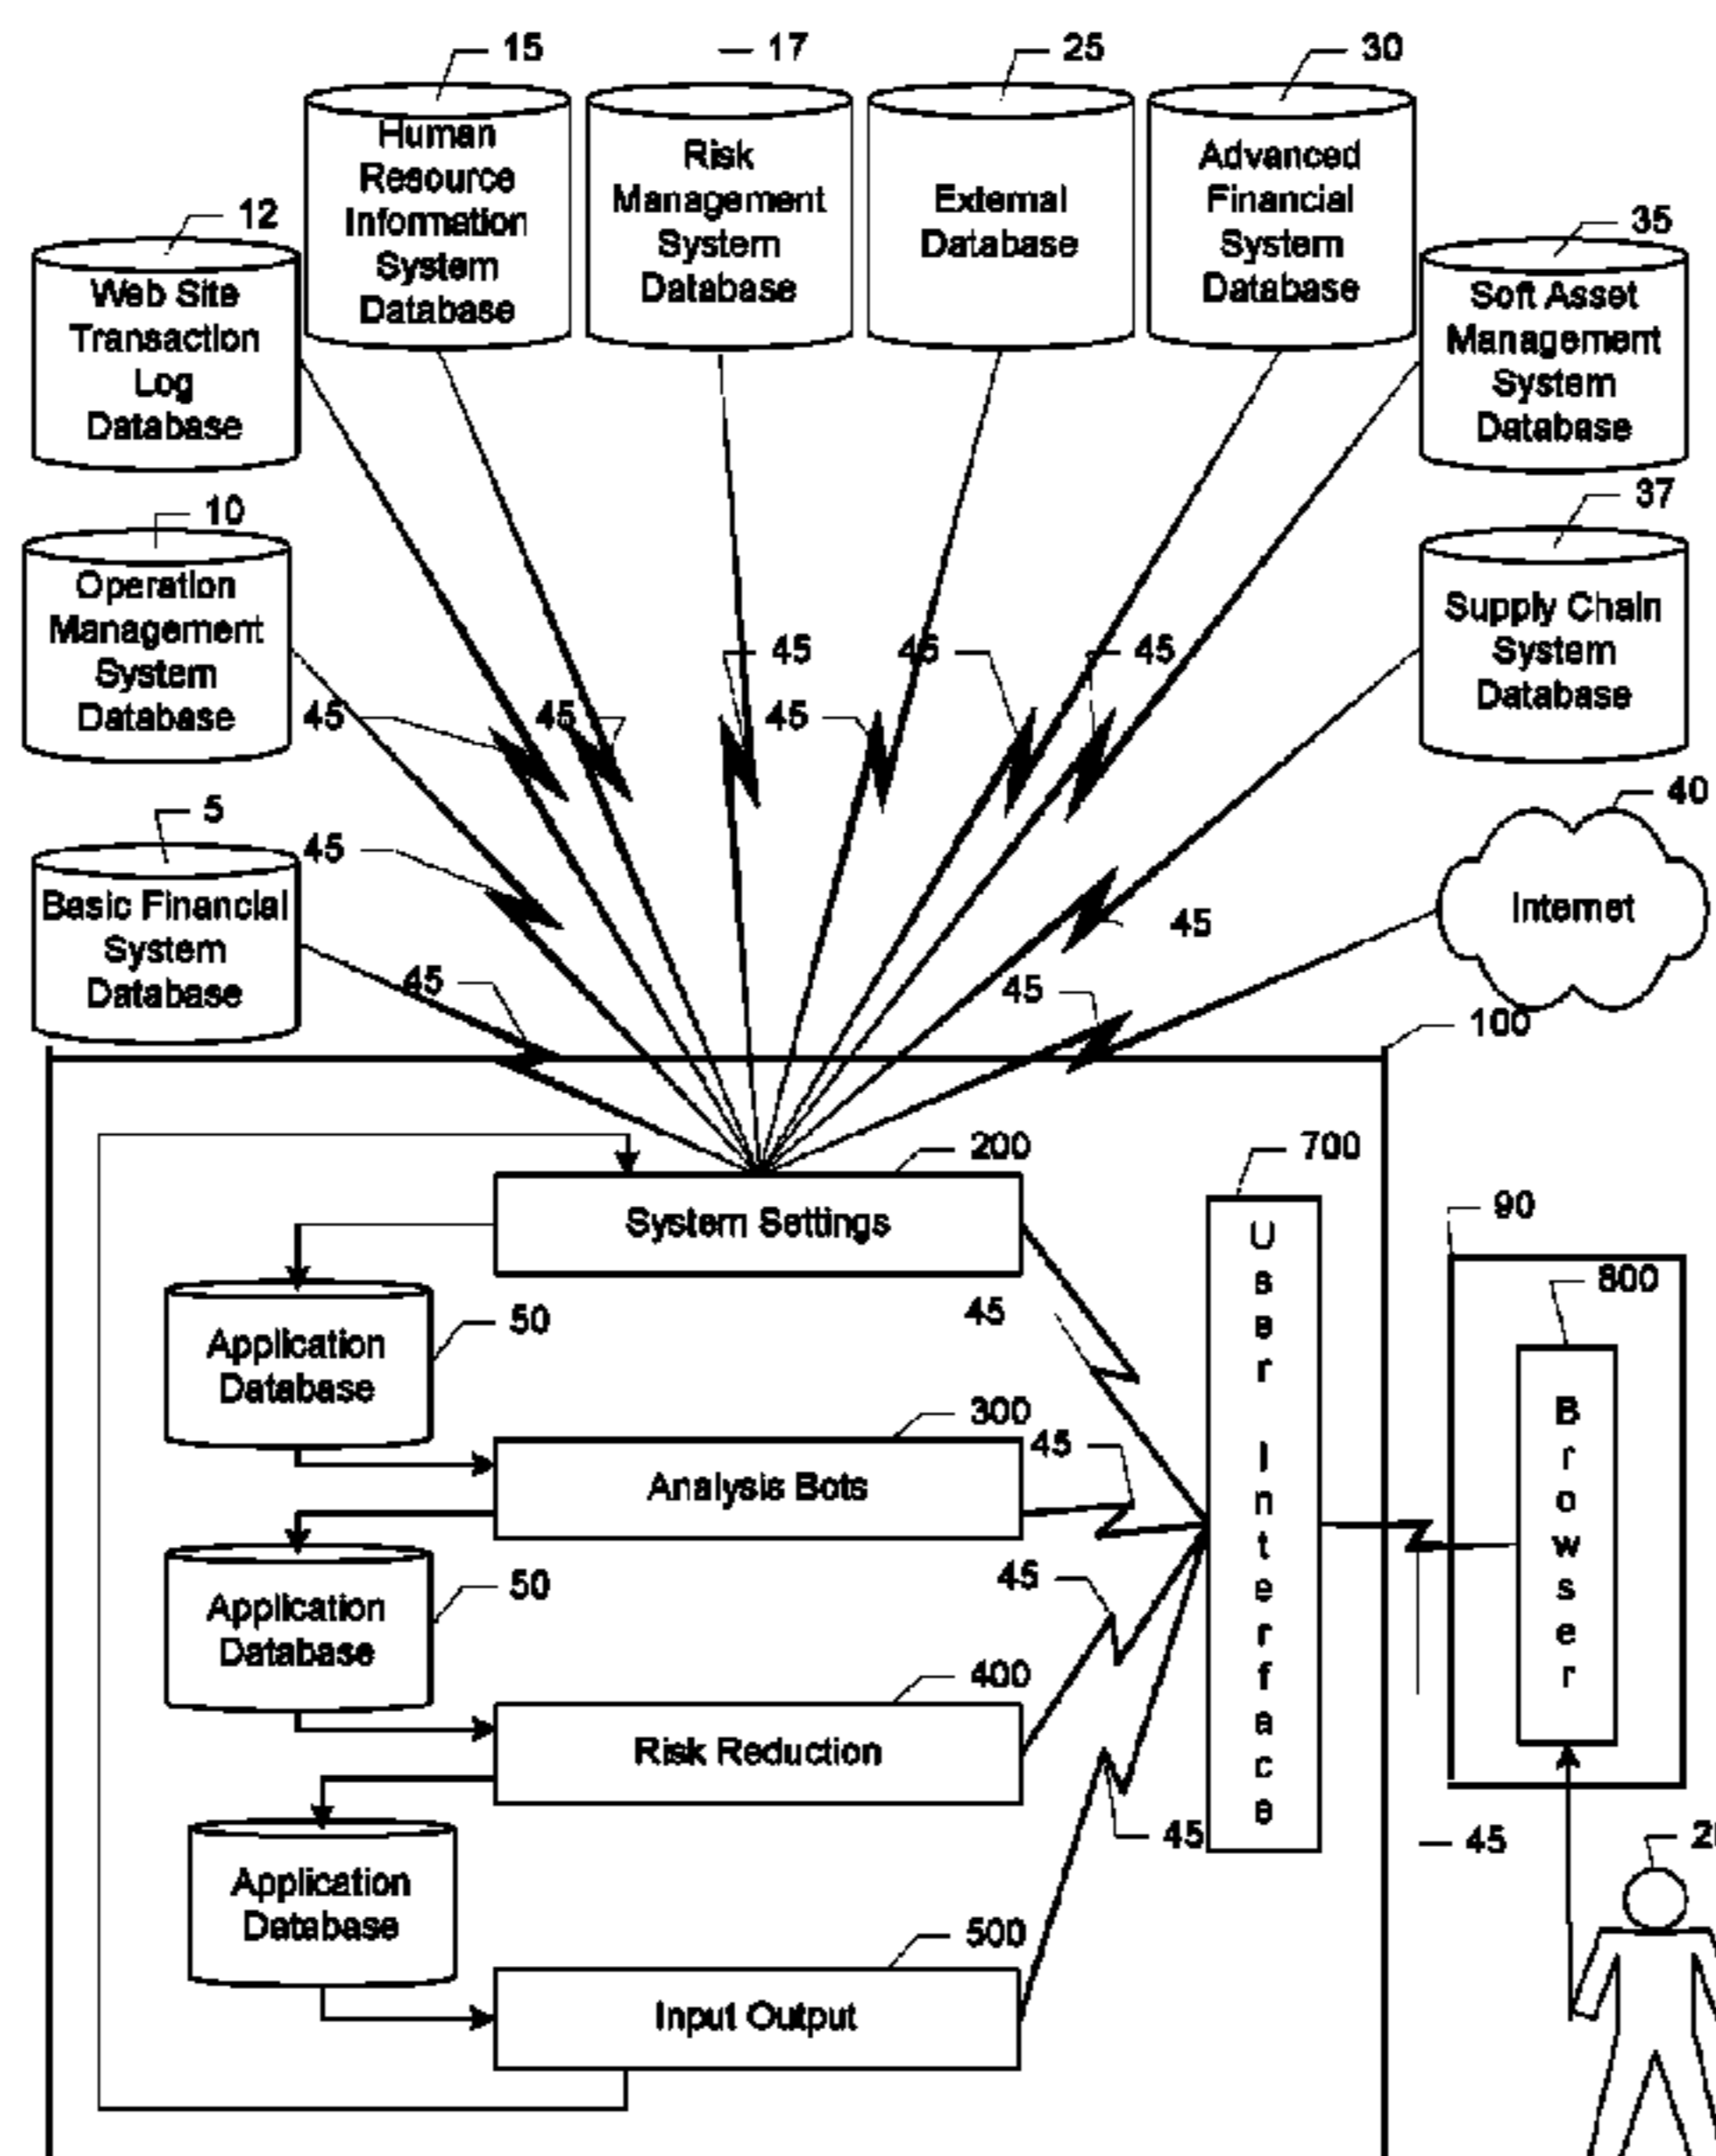 15
17
25
30
Human
Resource
Information
System
Database
Risk
Management
System
Database
External
Database
Advanced
Financial
System
Database
12
Web Site
Transaction
Log
Database
35
Soft Asset
Management
System
Database
10
Operation
Management
System
Database
37
Supply Chain
System
Database
45
45
45
45
45
45
5
Basic Financial
System
Database
45
45
45
45
40
Internet
100
200
System Settings
700
User Interface
90
800
Browser
50
Application
Database
45
300
Analysis Bots
45
50
Application
Database
45
400
Risk Reduction
45
45
Application
Database
500
Input Output